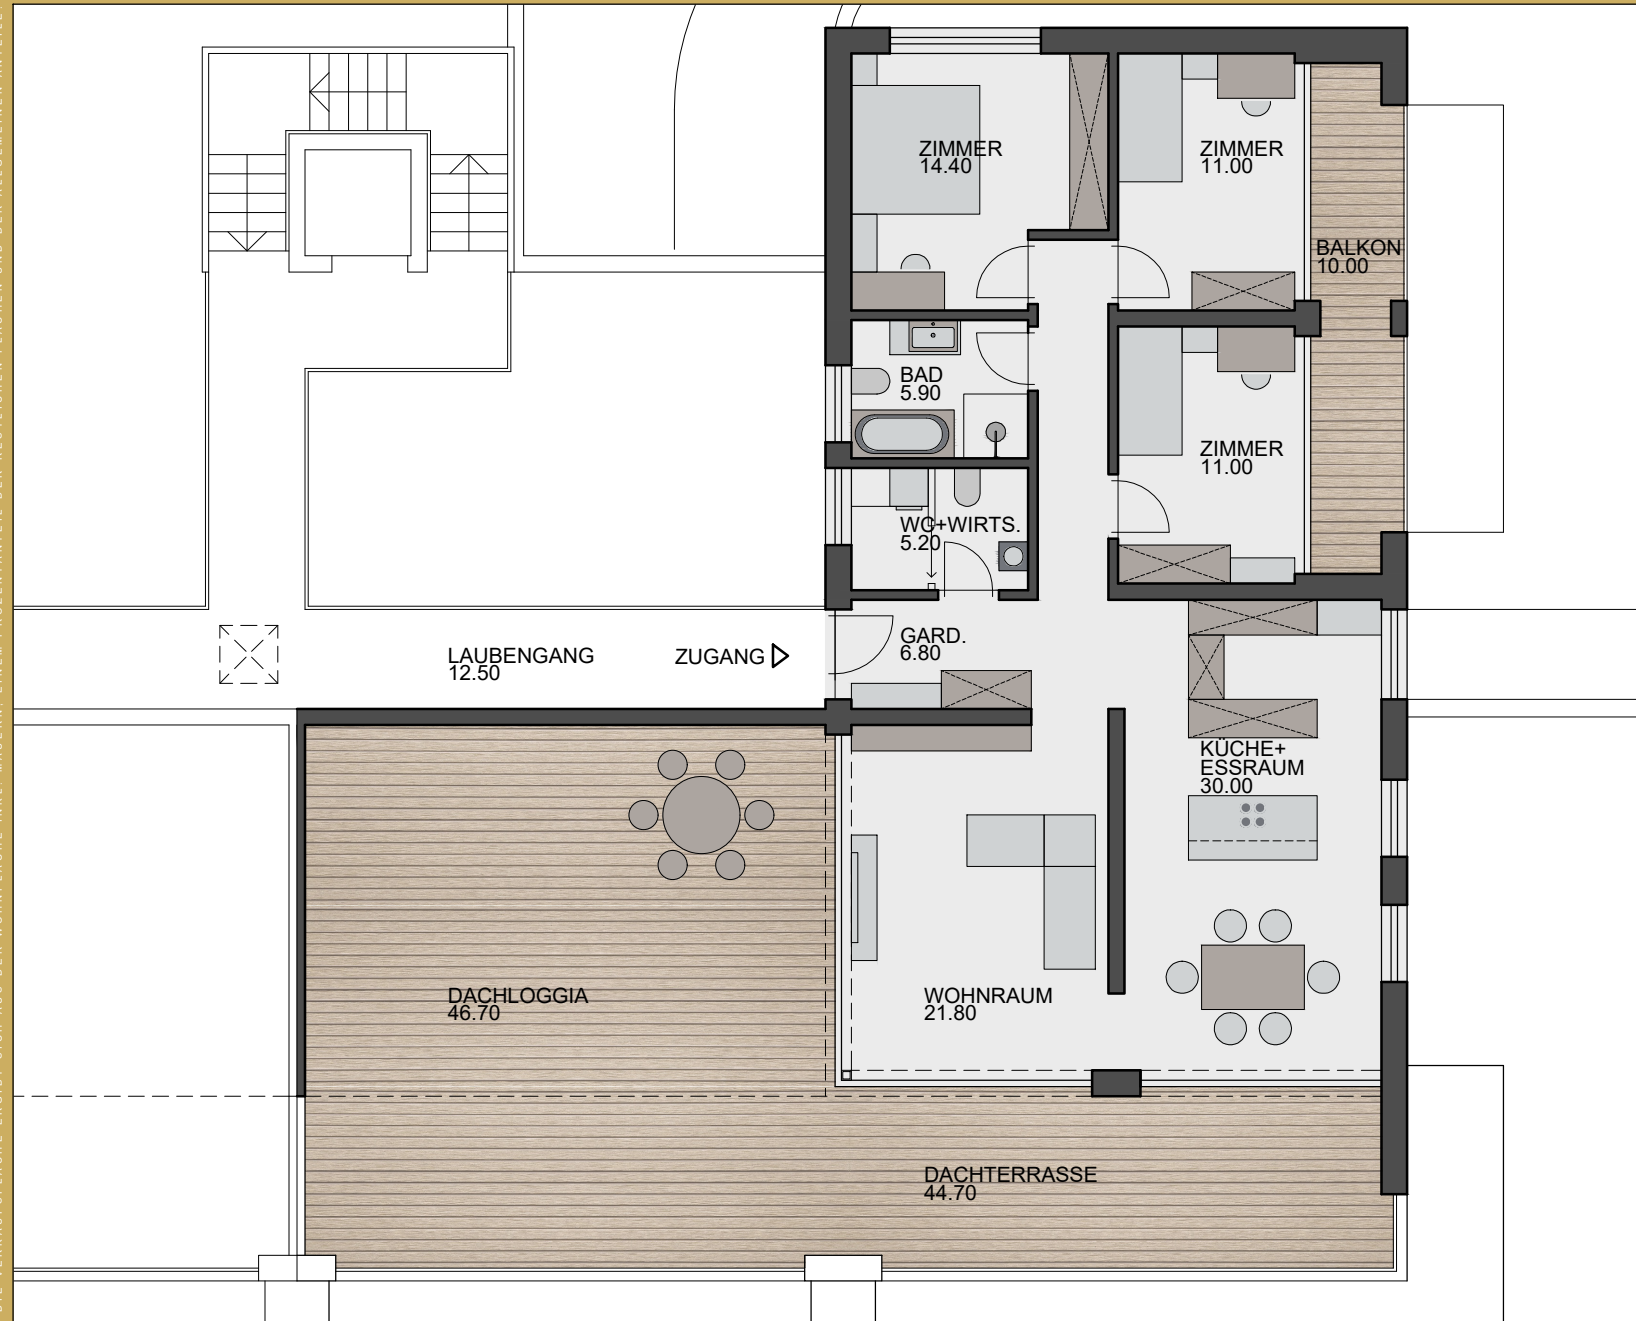 ZIMMER
14.40
ZIMMER
11.00
BALKON
10.00
BAD
5.90
ZIMMER
11.00
WC+WIRTS.
5.20
GARD.
6.80
LAUBENGANG
12.50
ZUGANG
KÜCHE+
ESSRAUM
30.00
DACHLOGGIA
46.70
WOHNRAUM
21.80
DACHTERRASSE
44.70